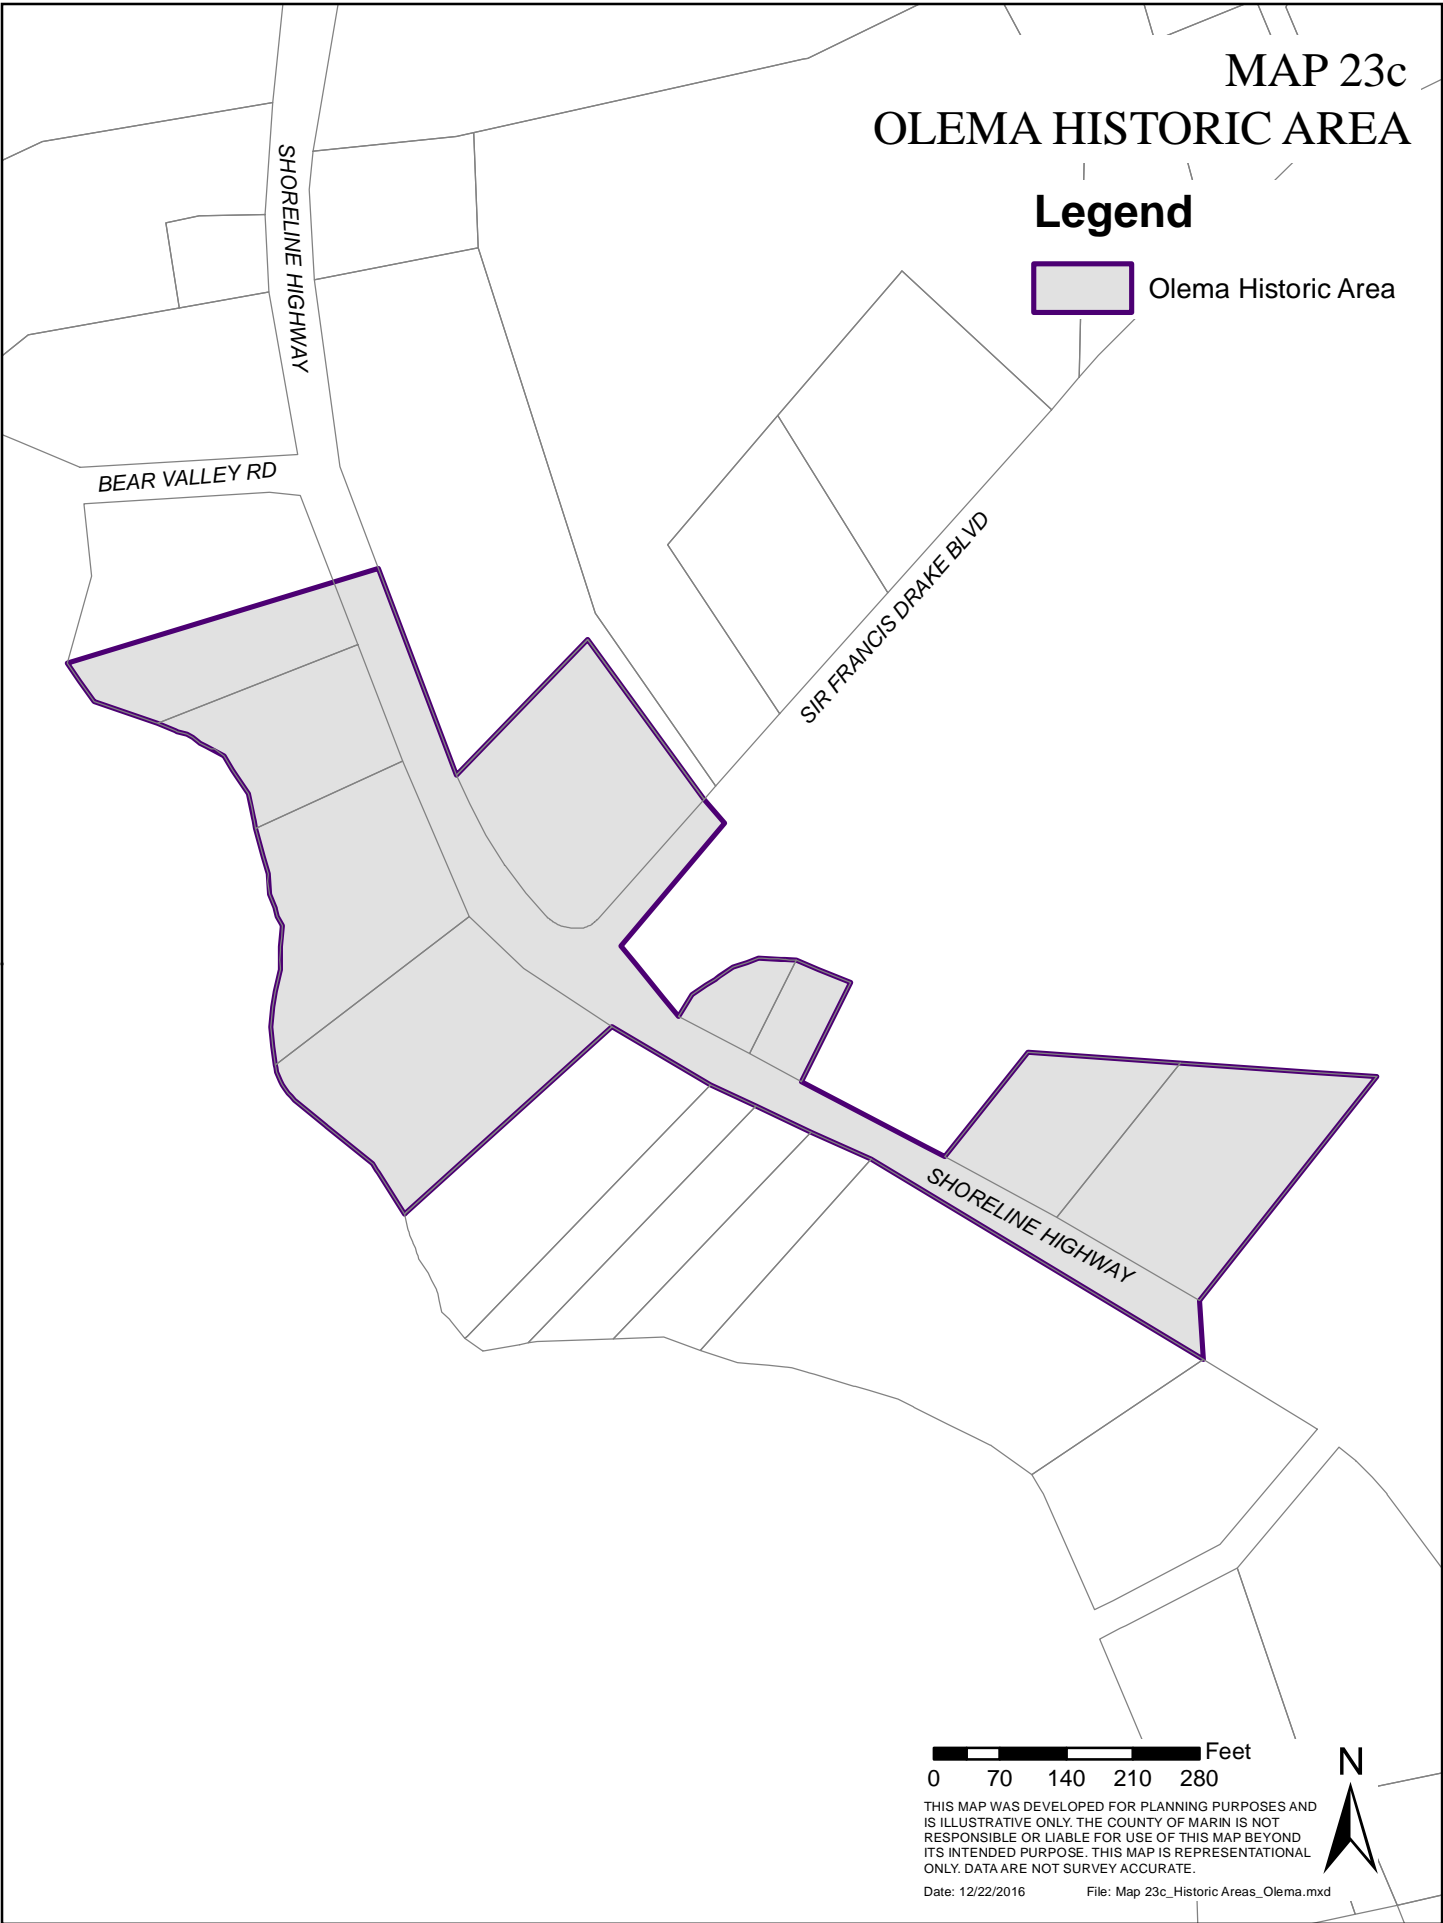 MAP 23c
OLEMA HISTORIC AREA
Legend
Olema Historic Area
SHORELINE HIGHWAY
BEAR VALLEY RD
SIR FRANCIS DRAKE BLVD
SHORELINE HIGHWAY
Feet
0 70 140 210 280
N
THIS MAP WAS DEVELOPED FOR PLANNING PURPOSES AND
IS ILLUSTRATIVE ONLY. THE COUNTY OF MARIN IS NOT
RESPONSIBLE OR LIABLE FOR USE OF THIS MAP BEYOND
ITS INTENDED PURPOSE. THIS MAP IS REPRESENTATIONAL
ONLY. DATA ARE NOT SURVEY ACCURATE.
Date: 12/22/2016 File: Map 23c_Historic Areas_Olema.mxd